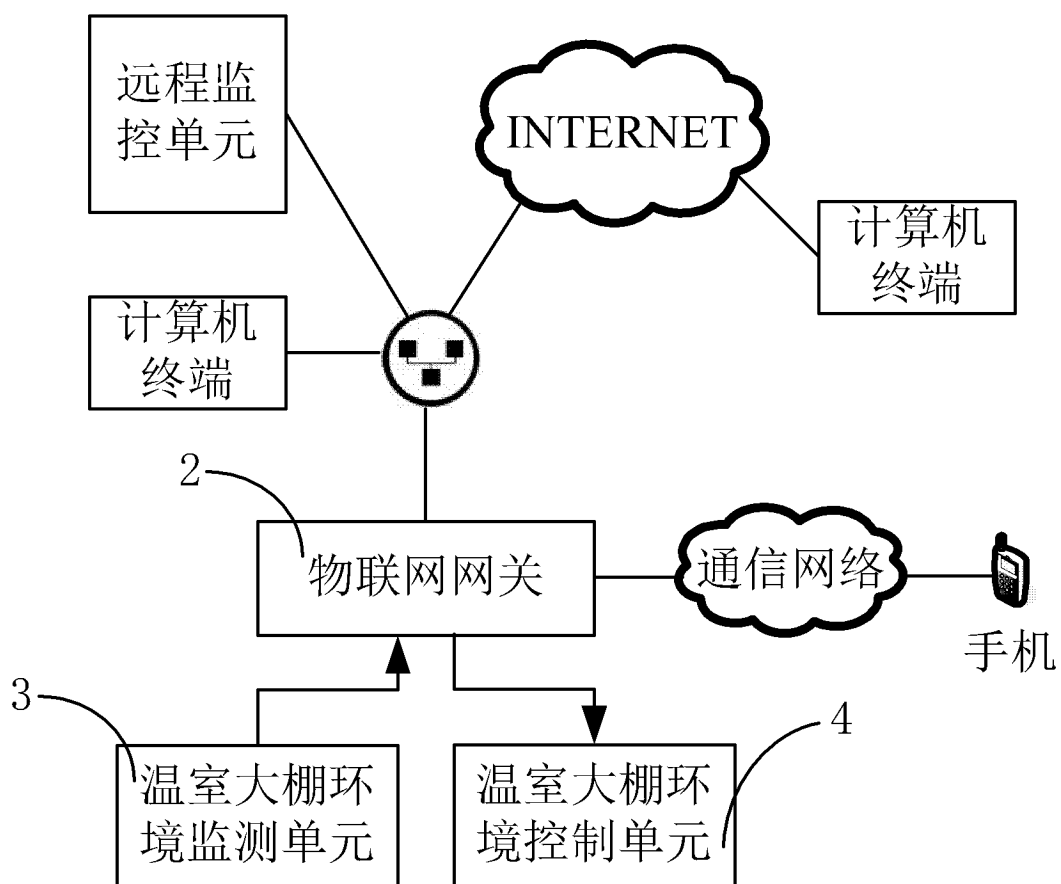 远程监
控单元
INTERNET
计算机
终端
计算机
终端
2
物联网网关
通信网络
手机
3
4
温室大棚环
境监测单元
温室大棚环
境控制单元